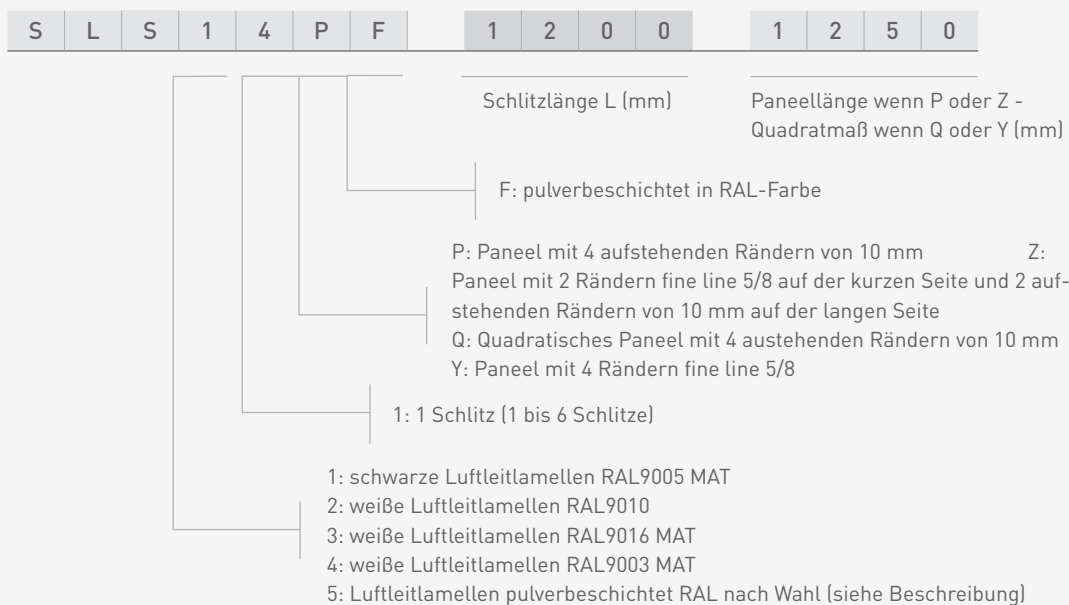 S L S 1 4 P F 1 2 0 0 1 2 5 0
Schlitzlänge L (mm)
Paneellänge wenn P oder Z -
Quadratmaß wenn Q oder Y (mm)
F: pulverbeschichtet in RAL-Farbe
P: Paneel mit 4 aufstehenden Rändern von 10 mm Z:
Paneel mit 2 Rändern fine line 5/8 auf der kurzen Seite und 2 auf-
stehenden Rändern von 10 mm auf der langen Seite
Q: Quadratisches Paneel mit 4 austehenden Rändern von 10 mm
Y: Paneel mit 4 Rändern fine line 5/8
1: 1 Schlitz (1 bis 6 Schlitze)
1: schwarze Luftleitlamellen RAL9005 MAT
2: weiße Luftleitlamellen RAL9010
3: weiße Luftleitlamellen RAL9016 MAT
4: weiße Luftleitlamellen RAL9003 MAT
5: Luftleitlamellen pulverbeschichtet RAL nach Wahl (siehe Beschreibung)